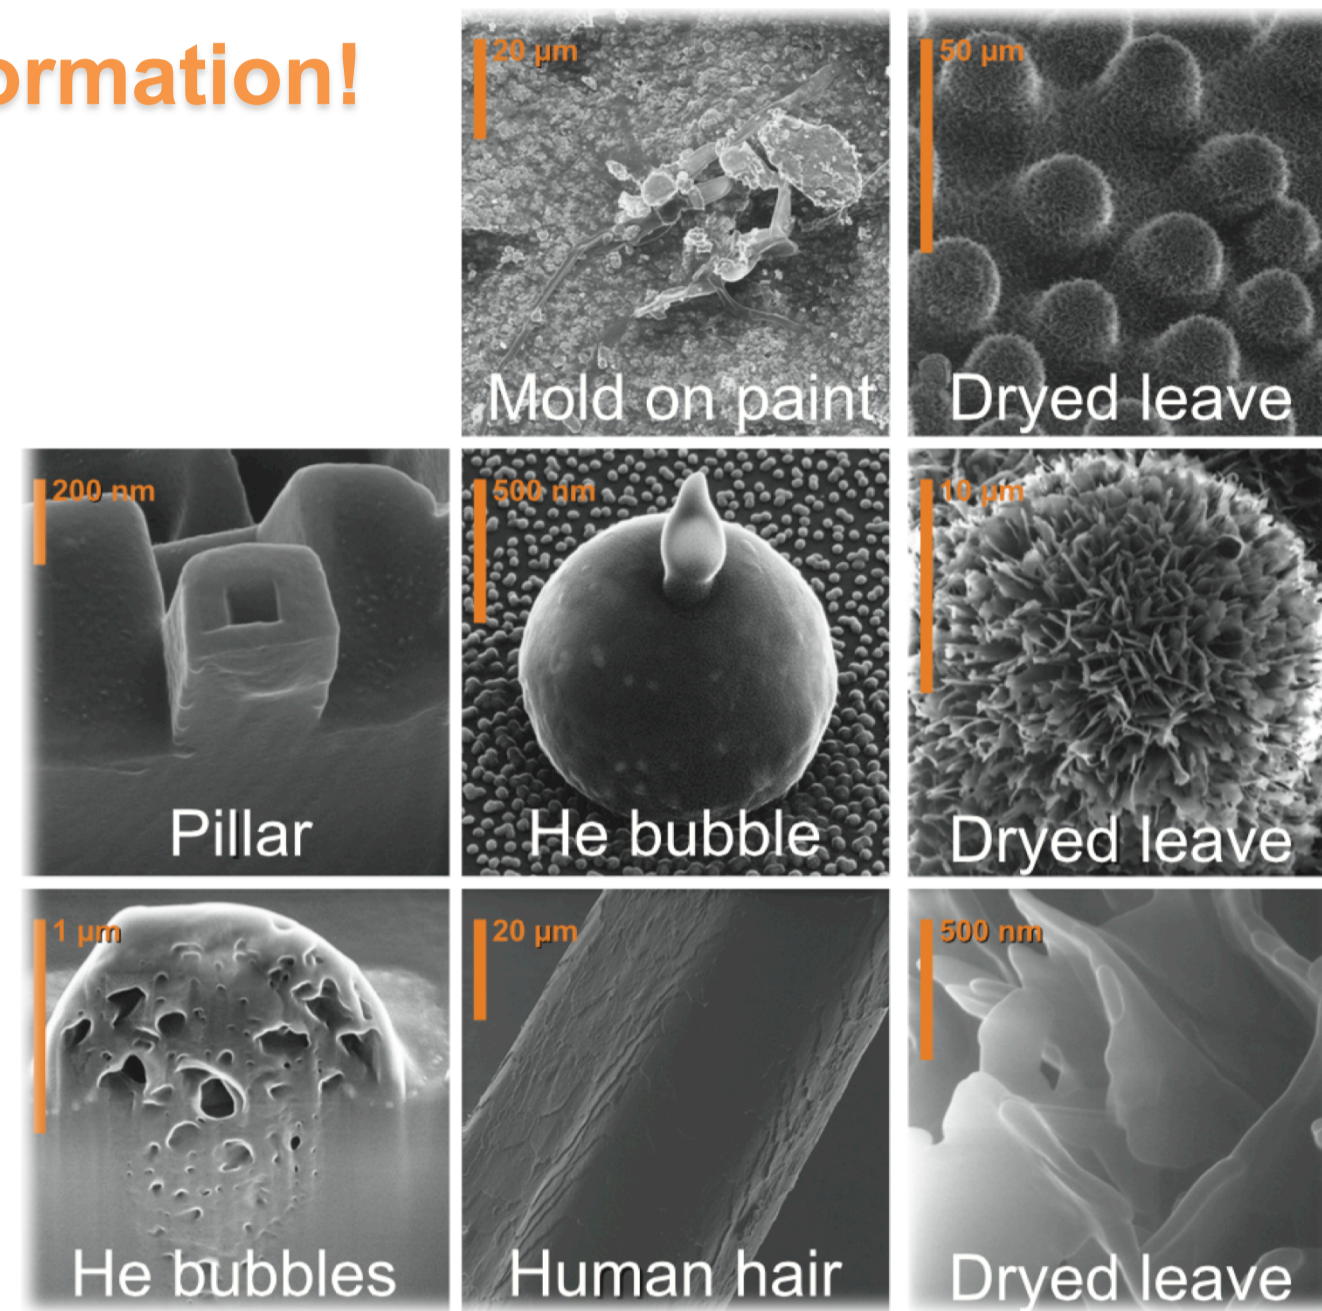 ormation!
20 µm
Mold on paint
50 µm
Dryed leave
200 nm
Pillar
500 nm
He bubble
10 µm
Dryed leave
1 µm
He bubbles
20 µm
Human hair
500 nm
Dryed leave